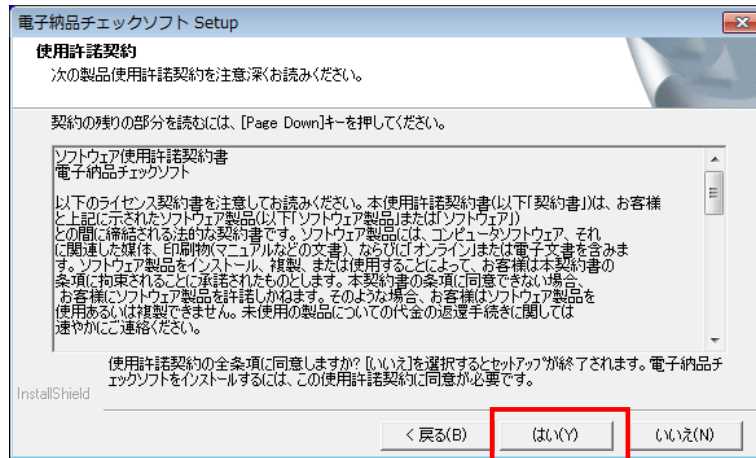 電子納品チェックソフト Setup
使用許諾契約
次の製品使用許諾契約を注意深くお読みください。
契約の残りの部分を読むには、[Page Down]キーを押してください。
ソフトウェア使用許諾契約書
電子納品チェックソフト
以下のライセンス契約書を注意してお読みください。本使用許諾契約書(以下「契約書」)は、お客様
と上記に示されたソフトウェア製品(以下「ソフトウェア製品」または「ソフトウェア」)
との間に締結される法的な契約書です。ソフトウェア製品には、コンピュータソフトウェア、それ
に関連した媒体、印刷物(マニュアルなどの文書)、ならびに「オンライン」または電子文書を含みま
す。ソフトウェア製品をインストール、複製、または使用することによって、お客様は本契約書の
条項に拘束されることに承諾されたものとします。本契約書の条項に同意できない場合、
お客様にソフトウェア製品を許諾しかねます。そのような場合、お客様はソフトウェア製品を
使用あるいは複製できません。未使用の製品についての代金の返還手続きに関しては
速やかにご連絡ください。
使用許諾契約の全条項に同意しますか? [いいえ]を選択するとセットアップが終了されます。電子納品チ
ェックソフトをインストールするには、この使用許諾契約に同意が必要です。
InstallShield
< 戻る(B)
はい(Y)
いいえ(N)